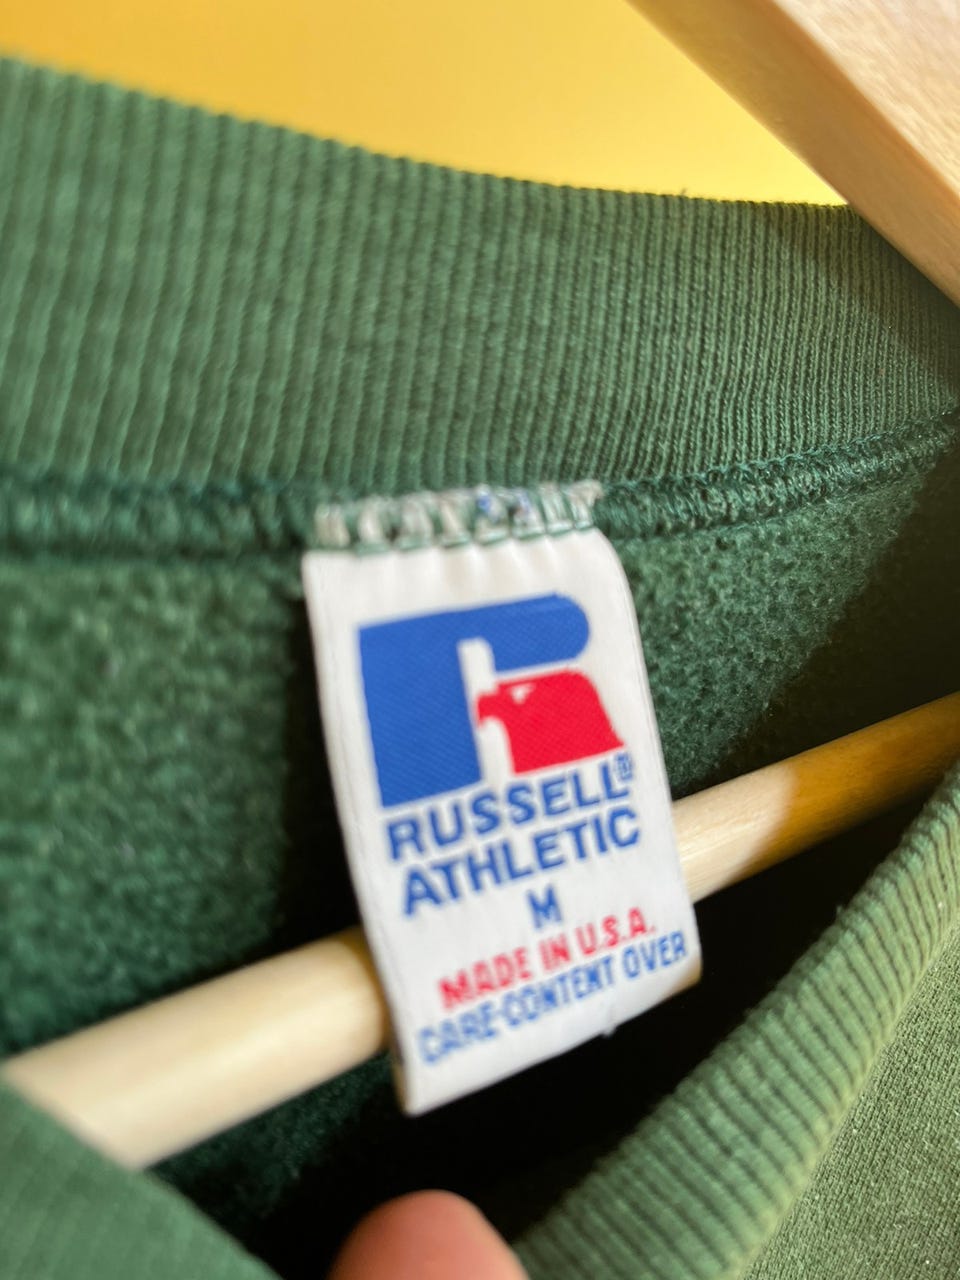 RUSSELL®
ATHLETIC
M
MADE IN U.S.A.
CARE-CONTENT OVER